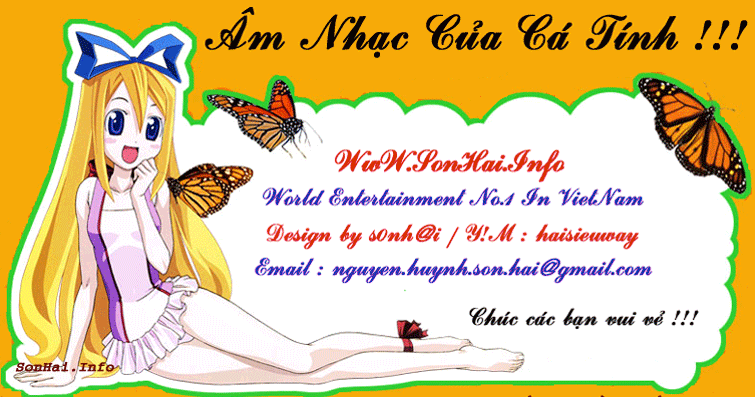 Âm Nhạc Của Cá Tính !!!
WwW.SonHai.Info
World Entertainment No.1 In VietNam
Design by s0nh@i / Y!M : haisieuway
Email : nguyen.huynh.son.hai@gmail.com
Chúc các bạn vui vẻ !!!
SonHai.Info